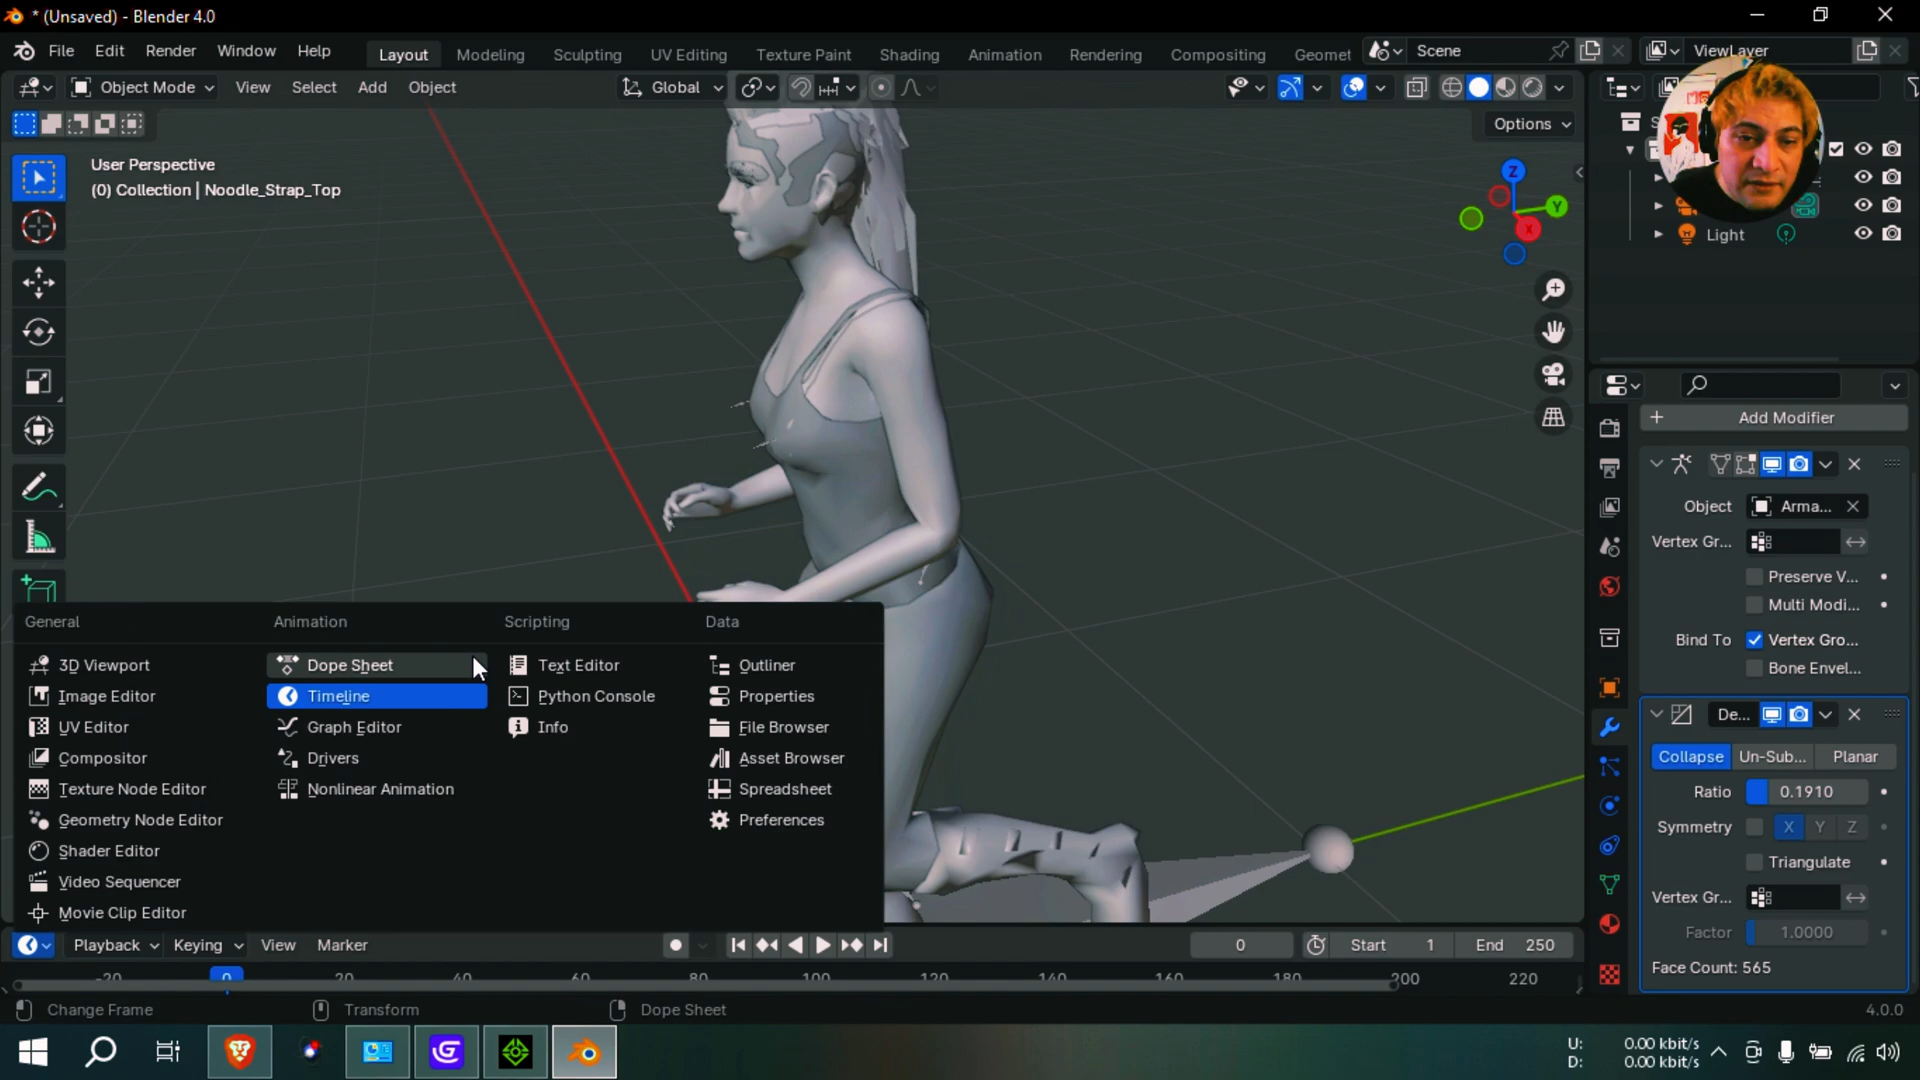 * (Unsaved) - Blender 4.0
File Edit Render Window Help Layout Modeling Sculpting UV Editing Texture Paint Shading Animation Rendering Compositing Geomet Scene ViewLayer
Object Mode View Select Add Object Global
Options
User Perspective
(0) Collection | Noodle_Strap_Top
Z
Y
X
Light
Add Modifier
Object Arma...
Vertex Gr...
Preserve V...
Multi Modi...
Bind To Vertex Gro...
Bone Envel...
De...
Collapse Un-Sub... Planar
Ratio 0.1910
Symmetry X Y Z
Triangulate
Vertex Gr...
Factor 1.0000
Face Count: 565
General Animation Scripting Data
3D Viewport Dope Sheet Text Editor Outliner
Image Editor Timeline Python Console Properties
UV Editor Graph Editor Info File Browser
Compositor Drivers Asset Browser
Texture Node Editor Nonlinear Animation Spreadsheet
Geometry Node Editor Preferences
Shader Editor
Video Sequencer
Movie Clip Editor
Playback Keying View Marker 0 Start 1 End 250
-20 0 20 40 60 80 100 120 140 160 180 200 220
Change Frame Transform Dope Sheet 4.0.0
U: 0.00 kbit/s
D: 0.00 kbit/s